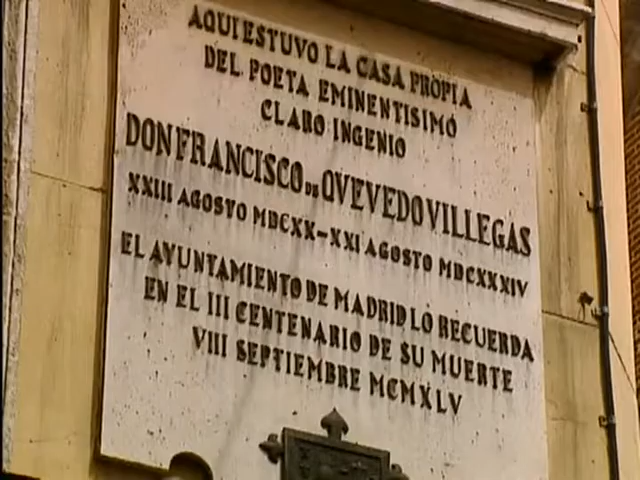 AQUI ESTUVO LA CASA PROPIA
DEL POETA EMINENTISIMO
CLARO INGENIO
DON FRANCISCO DE QVEVEDO VILLEGAS
XXIII AGOSTO MDCXX-XXI AGOSTO MDCXXXIV
EL AYUNTAMIENTO DE MADRID LO RECUERDA
EN EL III CENTENARIO DE SU MUERTE
VIII SEPTIEMBRE MCMXLV